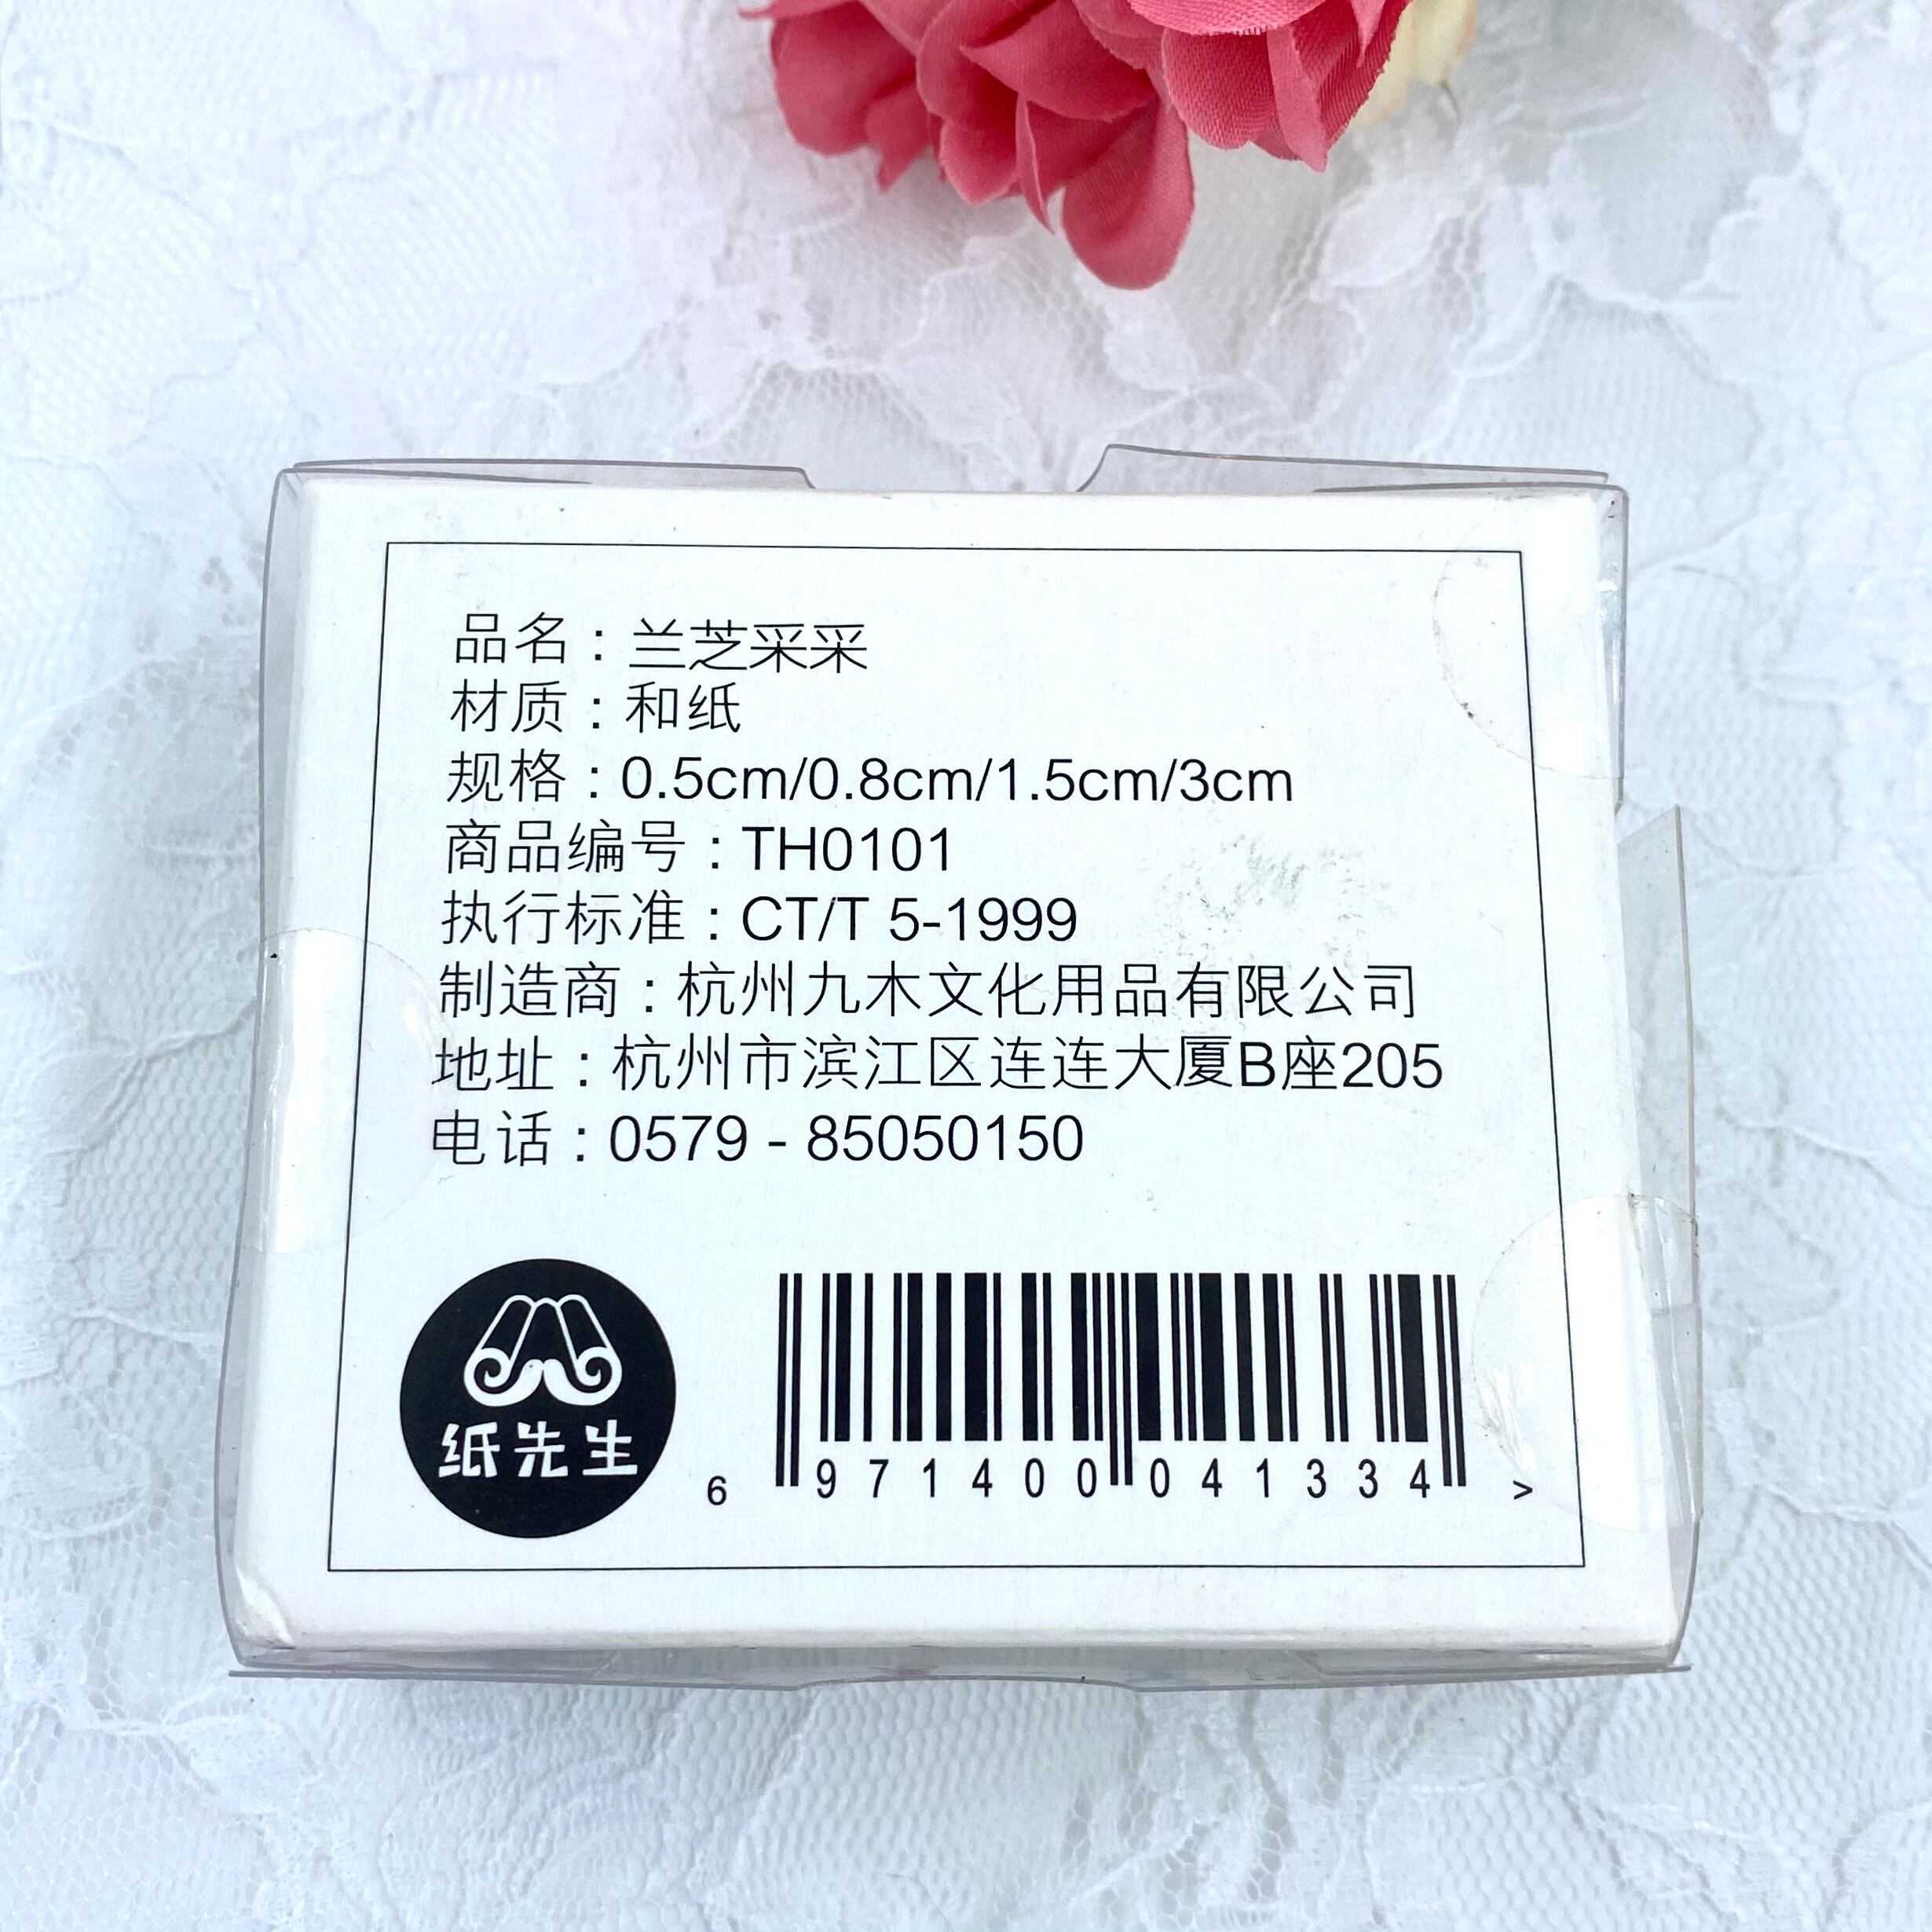 品名：兰芝采采
材质：和纸
规格：0.5cm/0.8cm/1.5cm/3cm
商品编号：TH0101
执行标准：CT/T 5-1999
制造商：杭州九木文化用品有限公司
地址：杭州市滨江区连连大厦B座205
电话：0579 - 85050150
纸先生
6 971400 041334 >